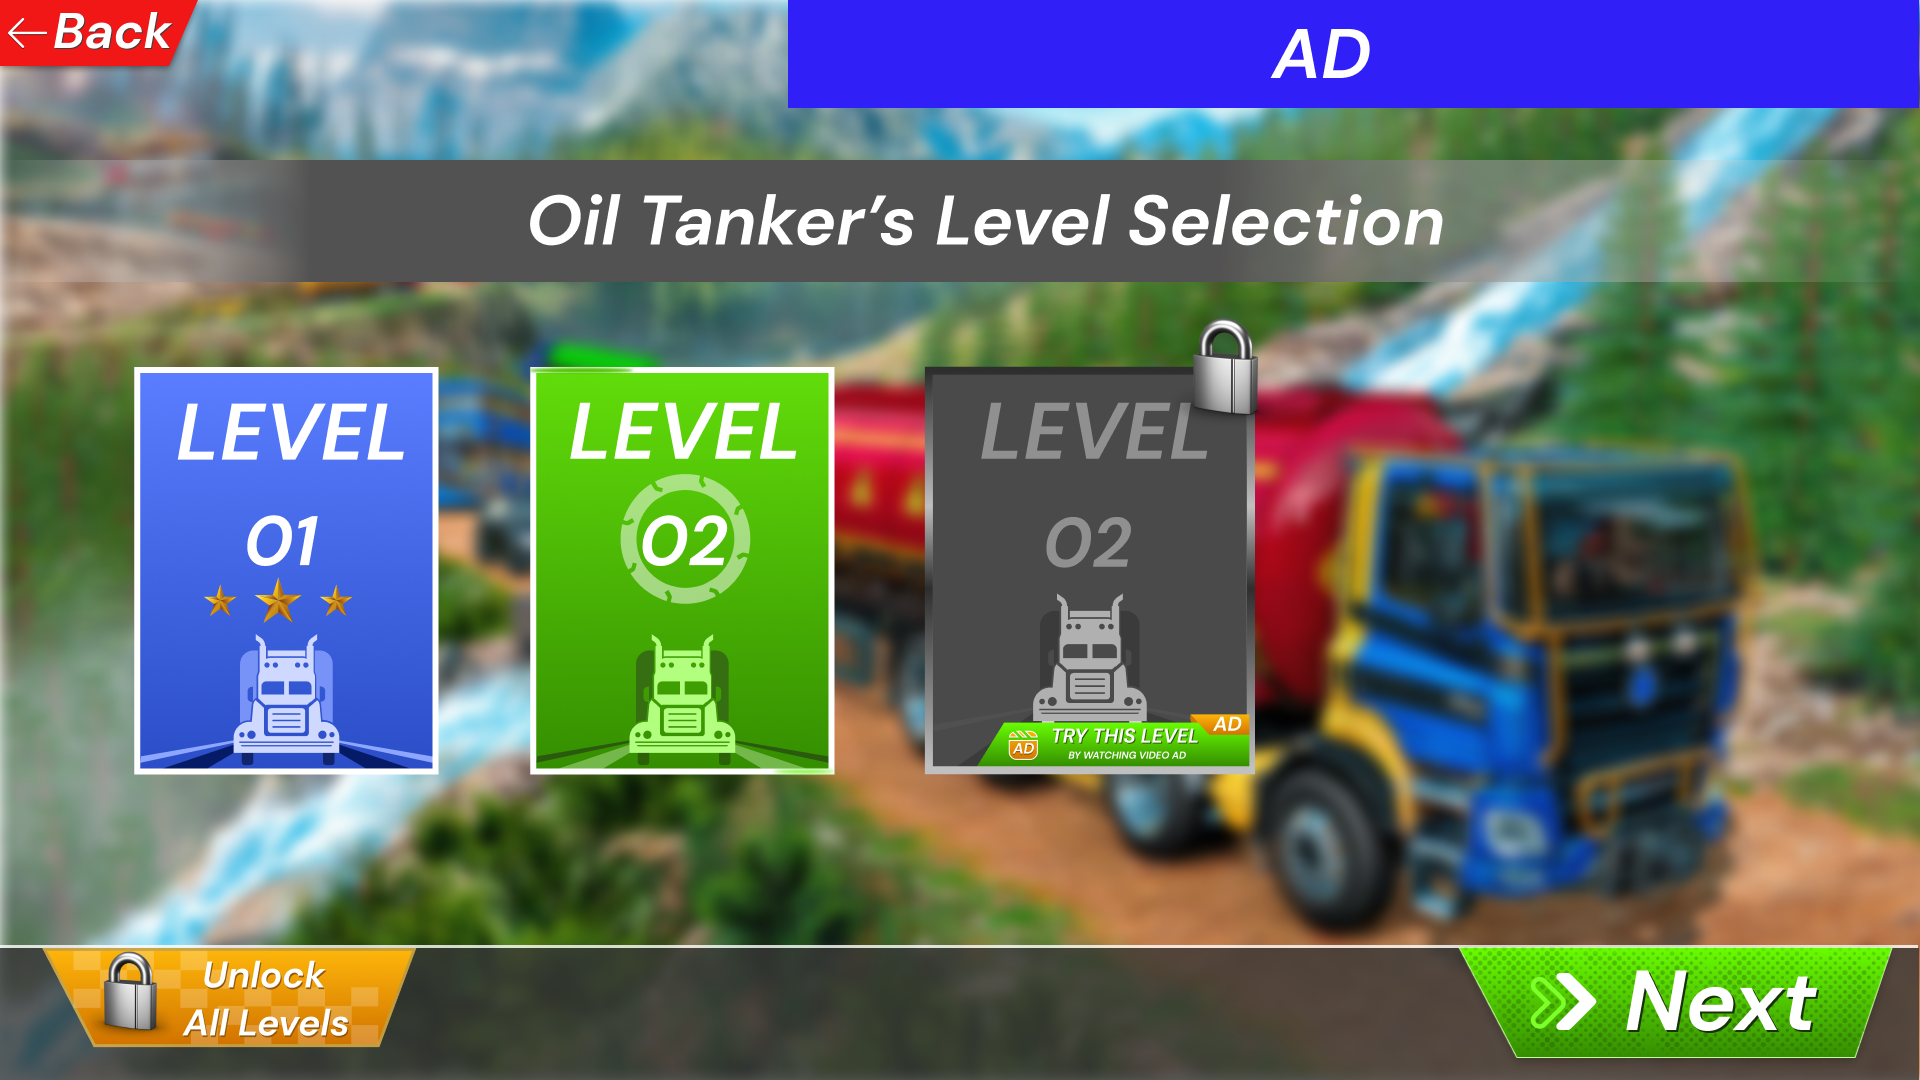 Back
AD
Oil Tanker's Level Selection
LEVEL
01
LEVEL
02
LEVEL
02
AD
AD
TRY THIS LEVEL
BY WATCHING VIDEO AD
Unlock
All Levels
Next